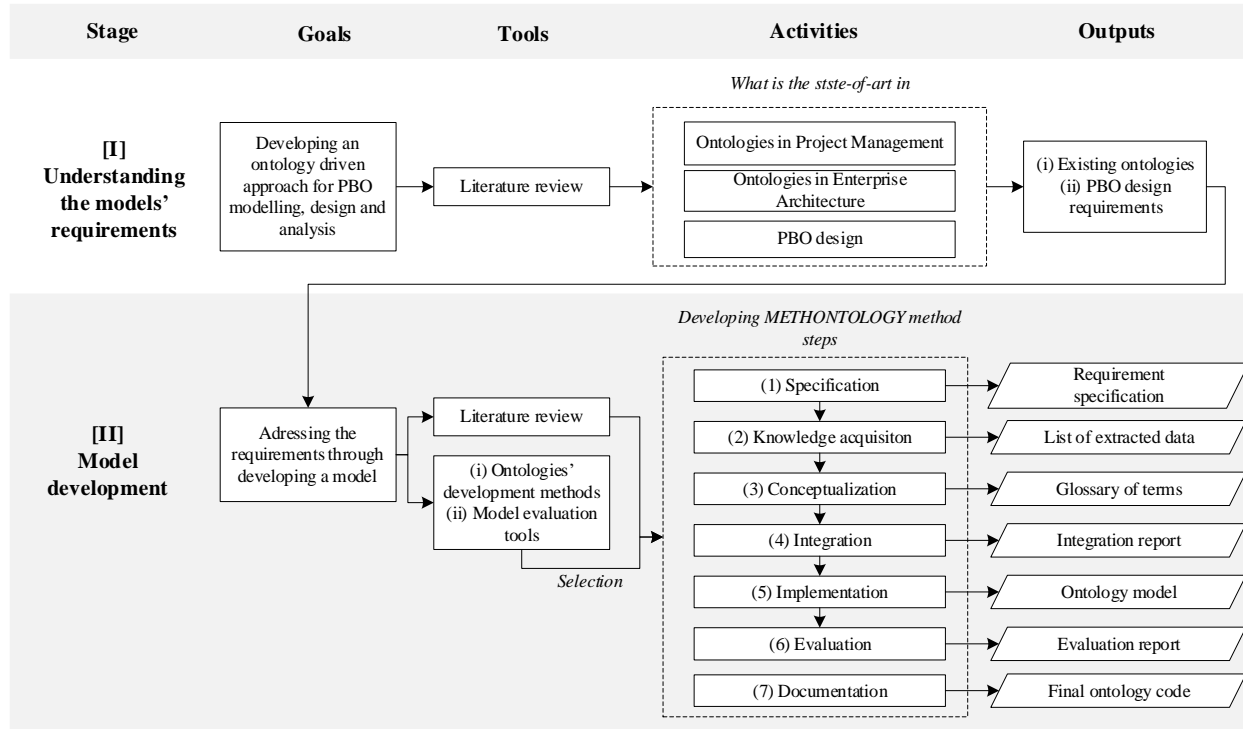 Stage
Goals
Tools
Activities
Outputs
What is the stste-of-art in
[I]
Understanding
the models'
requirements
Developing an
ontology driven
approach for PBO
modelling, design and
analysis
Literature review
Ontologies in Project Management
Ontologies in Enterprise
Architecture
PBO design
(i) Existing ontologies
(ii) PBO design
requirements
Developing METHONTOLOGY method
steps
[II]
Model
development
Adressing the
requirements through
developing a model
Literature review
(i) Ontologies'
development methods
(ii) Model evaluation
tools
Selection
(1) Specification
Requirement
specification
(2) Knowledge acquisiton
List of extracted data
(3) Conceptualization
Glossary of terms
(4) Integration
Integration report
(5) Implementation
Ontology model
(6) Evaluation
Evaluation report
(7) Documentation
Final ontology code